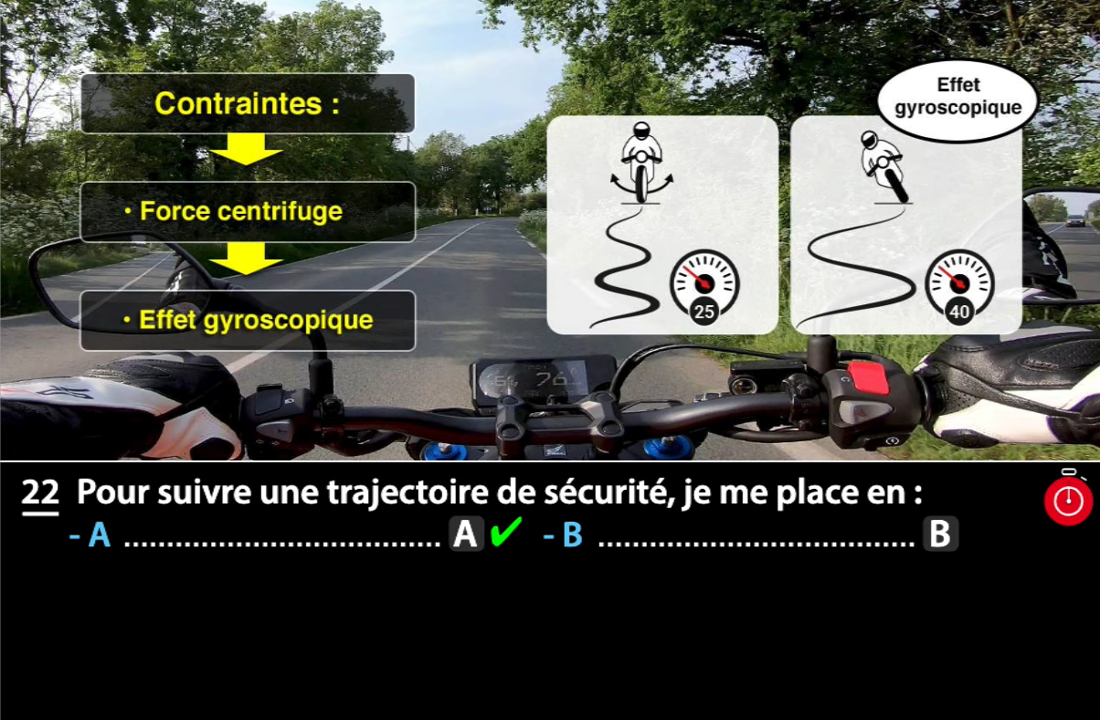 Contraintes :
• Force centrifuge
• Effet gyroscopique
Effet
gyroscopique
25
40
22 Pour suivre une trajectoire de sécurité, je me place en :
- A ..................................... A ✔ - B ..................................... B